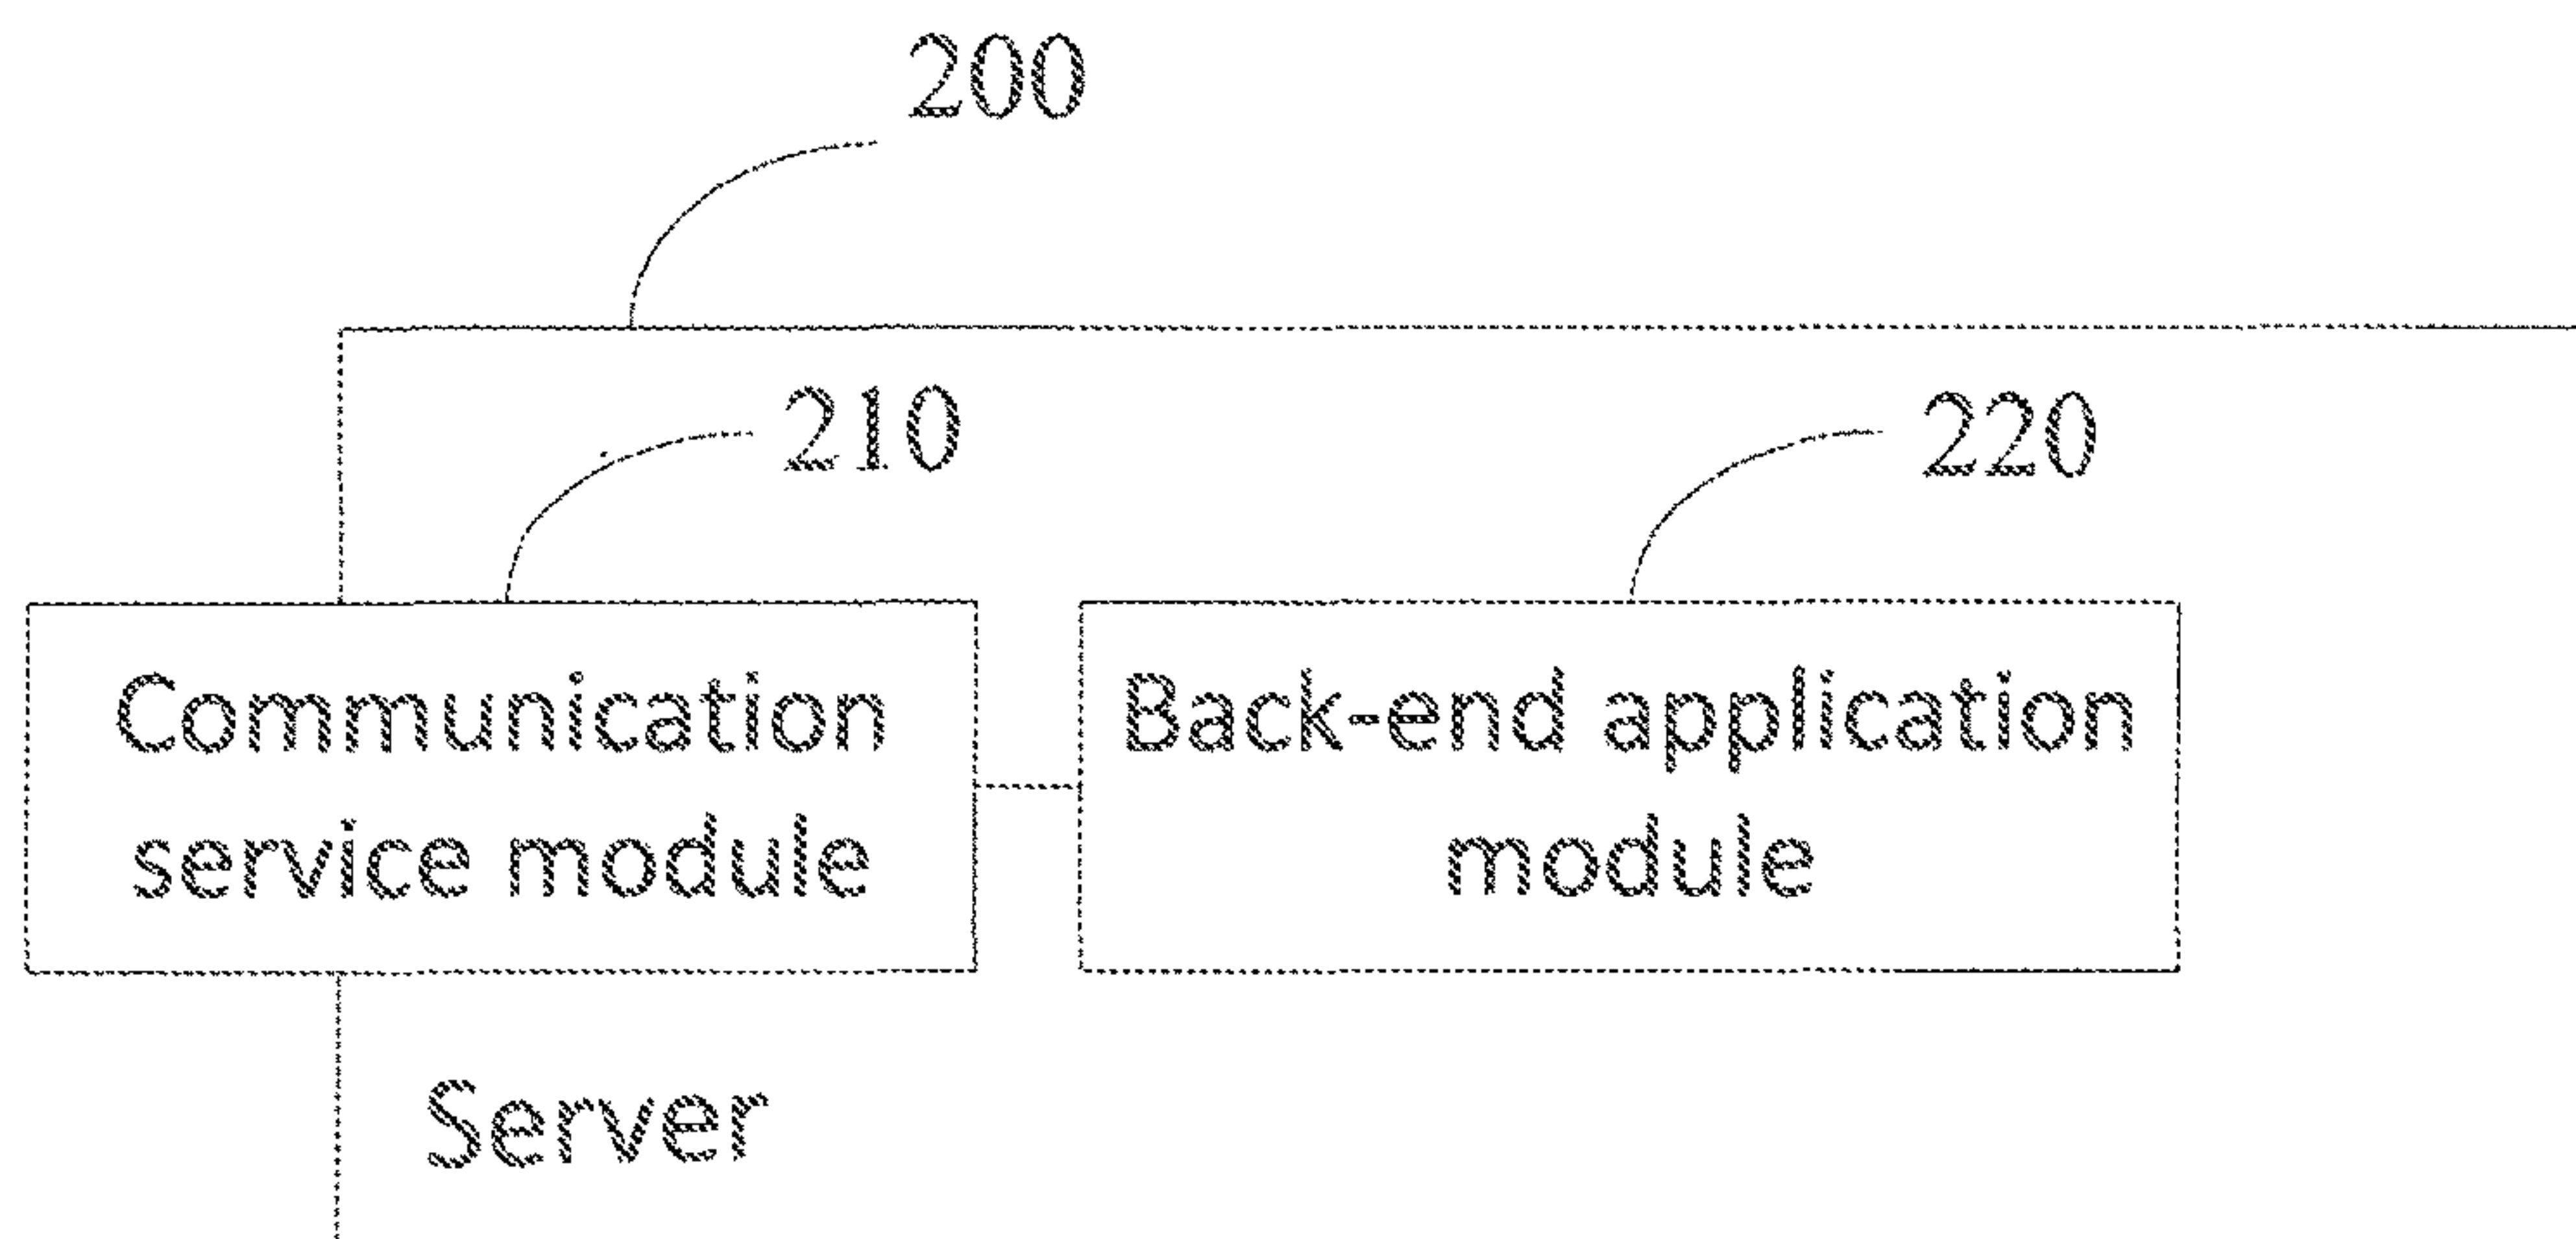 200
210
220
Communication
service module
Back-end application
module
Server